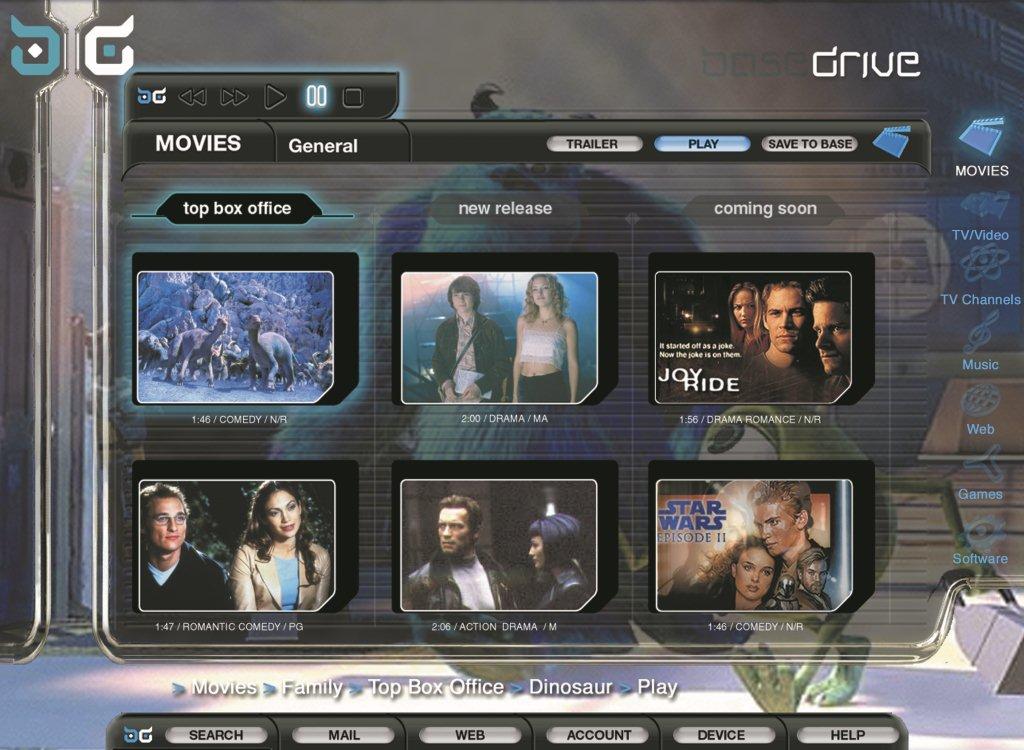 basedrive
MOVIES
General
TRAILER
PLAY
SAVE TO BASE
MOVIES
top box office
new release
coming soon
TV/Video
TV Channels
Music
Web
Games
Software
It started off as a joke.
Now the joke is on them.
JOY RIDE
1:46 / COMEDY / N/R
2:00 / DRAMA / MA
1:56 / DRAMA ROMANCE / N/R
STAR
WARS
EPISODE II
1:47 / ROMANTIC COMEDY / PG
2:06 / ACTION DRAMA / M
1:46 / COMEDY / N/R
> Movies > Family > Top Box Office > Dinosaur > Play
SEARCH
MAIL
WEB
ACCOUNT
DEVICE
HELP